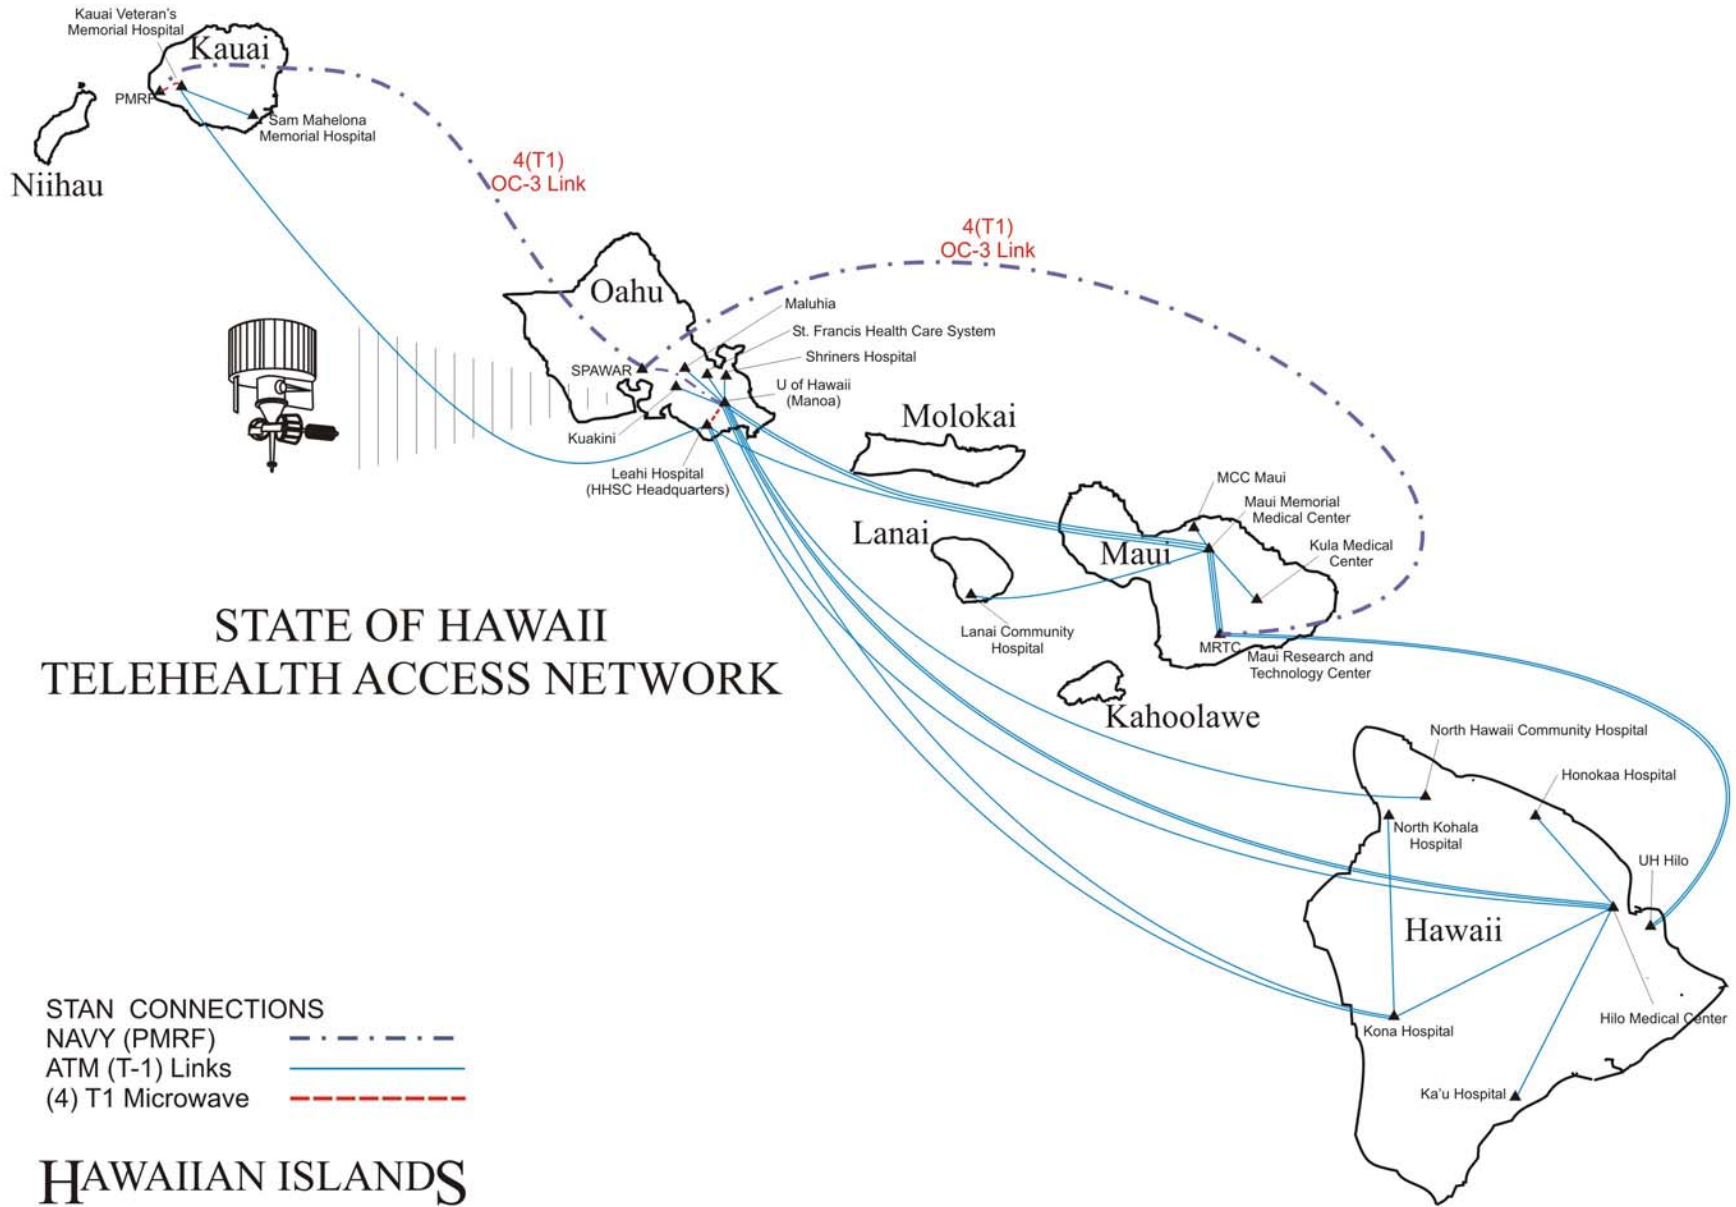 Kauai Veteran's
Memorial Hospital
Kauai
PMRF
Sam Mahelona
Memorial Hospital
Niihau
4(T1)
OC-3 Link
4(T1)
OC-3 Link
Oahu
Maluhia
St. Francis Health Care System
Shriners Hospital
SPAWAR
U of Hawaii
(Manoa)
Kuakini
Leahi Hospital
(HHSC Headquarters)
Molokai
MCC Maui
Maui Memorial
Medical Center
Lanai
Maui
Kula Medical
Center
Lanai Community
Hospital
MRTC
Maui Research and
Technology Center
Kahoolawe
STATE OF HAWAII
TELEHEALTH ACCESS NETWORK
North Hawaii Community Hospital
Honokaa Hospital
North Kohala
Hospital
UH Hilo
Hawaii
Hilo Medical Center
Kona Hospital
Ka'u Hospital
STAN CONNECTIONS
NAVY (PMRF)
ATM (T-1) Links
(4) T1 Microwave
HAWAIIAN ISLANDS